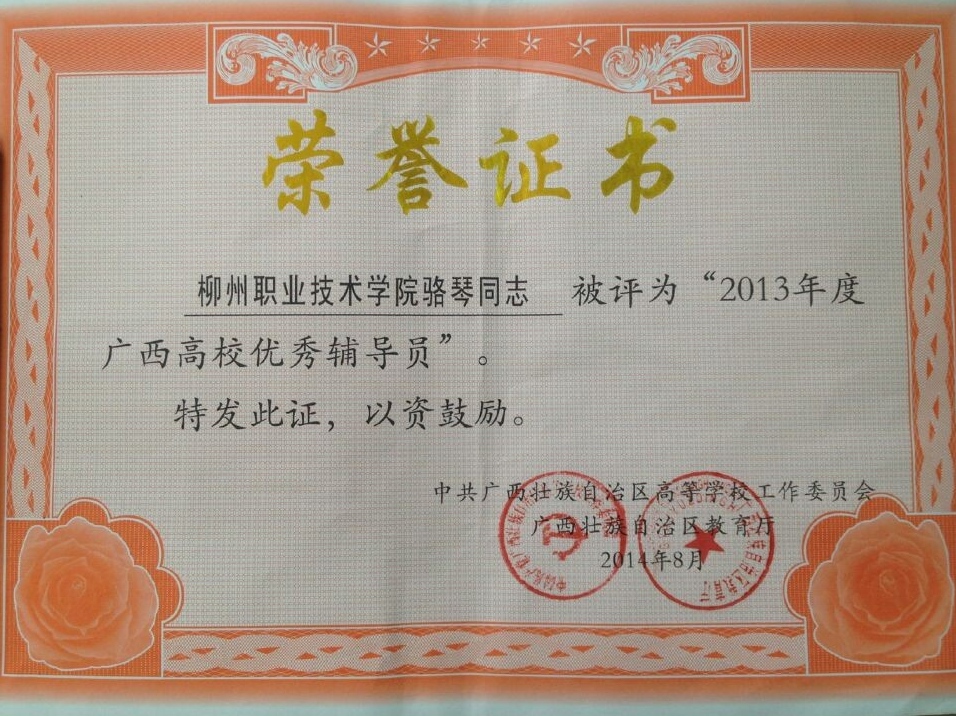 荣誉证书
柳州职业技术学院骆琴同志 被评为“2013年度
广西高校优秀辅导员”。
特发此证，以资鼓励。
中共广西壮族自治区高等学校工作委员会
广西壮族自治区教育厅
2014年8月